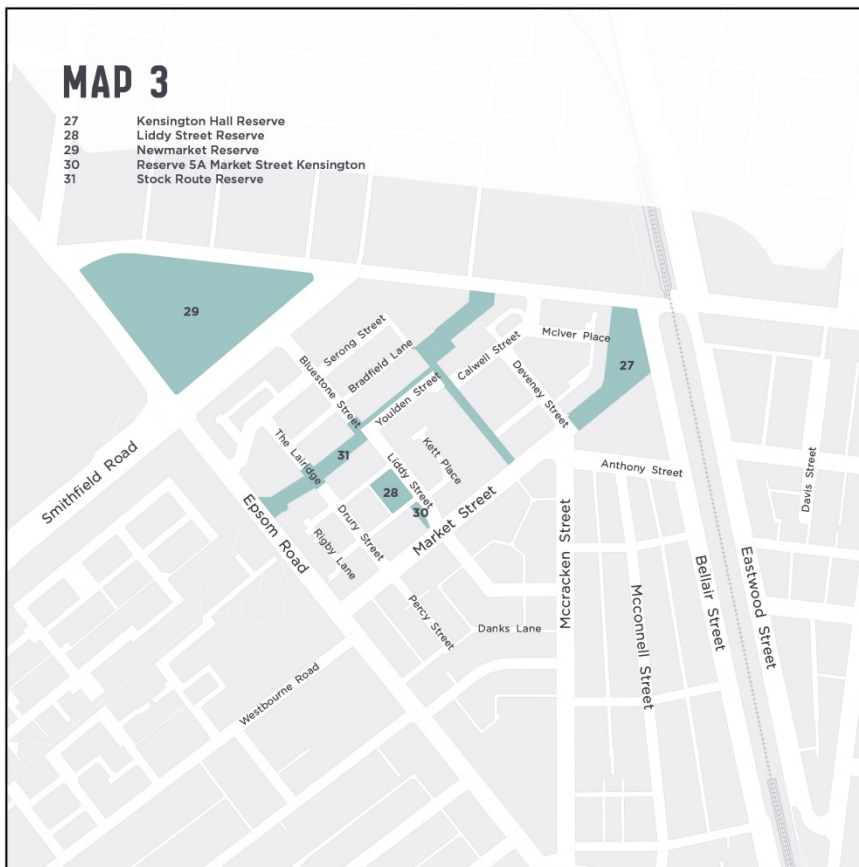 MAP 3
27 Kensington Hall Reserve
28 Liddy Street Reserve
29 Newmarket Reserve
30 Reserve 5A Market Street Kensington
31 Stock Route Reserve
29
Serong Street
McIver Place
27
Bradfield Lane
Calwell Street
Bluestone Street
Deveney Street
Youlden Street
The Lairidge
31
Kett Place
Liddy Street
28
30
Smithfield Road
Epsom Road
Drury Street
Rigby Lane
Market Street
Anthony Street
Davis Street
Mccracken Street
Percy Street
Danks Lane
Mcconnell Street
Bellair Street
Eastwood Street
Westbourne Road